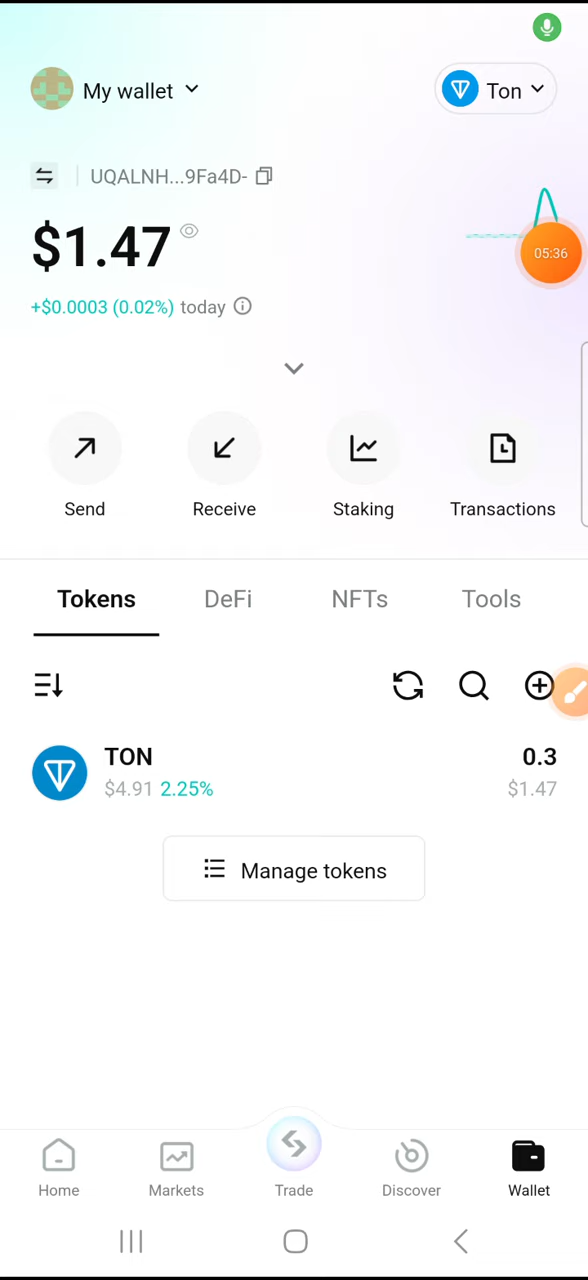 My wallet
Ton
UQALNH...9Fa4D-
$1.47
05:36
+$0.0003 (0.02%) today
Send Receive Staking Transactions
Tokens DeFi NFTs Tools
TON 0.3
$4.91 2.25% $1.47
Manage tokens
Home Markets Trade Discover Wallet